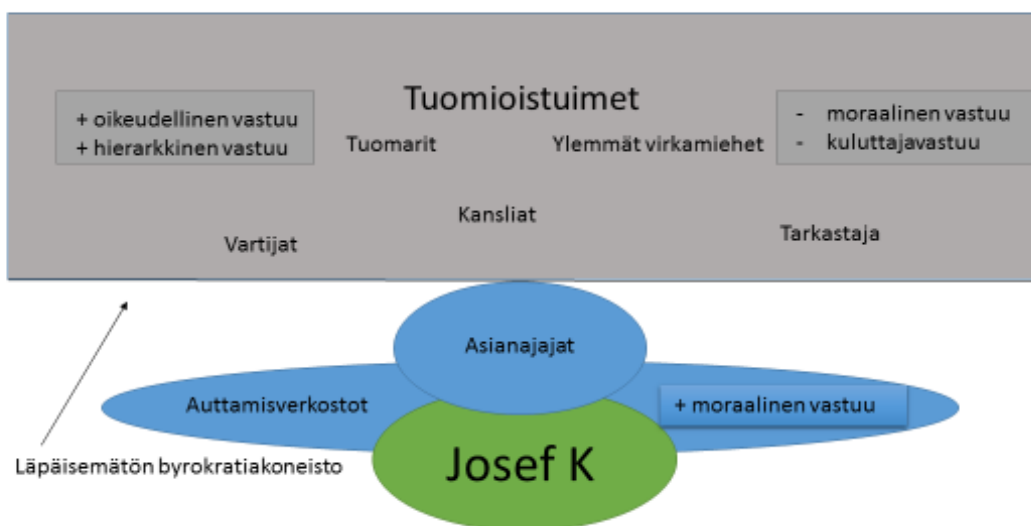 Tuomioistuimet
+ oikeudellinen vastuu
+ hierarkkinen vastuu
Tuomarit
Ylemmät virkamiehet
- moraalinen vastuu
- kuluttajavastuu
Kansliat
Vartijat
Tarkastaja
Asianajajat
Auttamisverkostot
+ moraalinen vastuu
Josef K
Läpäisemätön byrokratiakoneisto